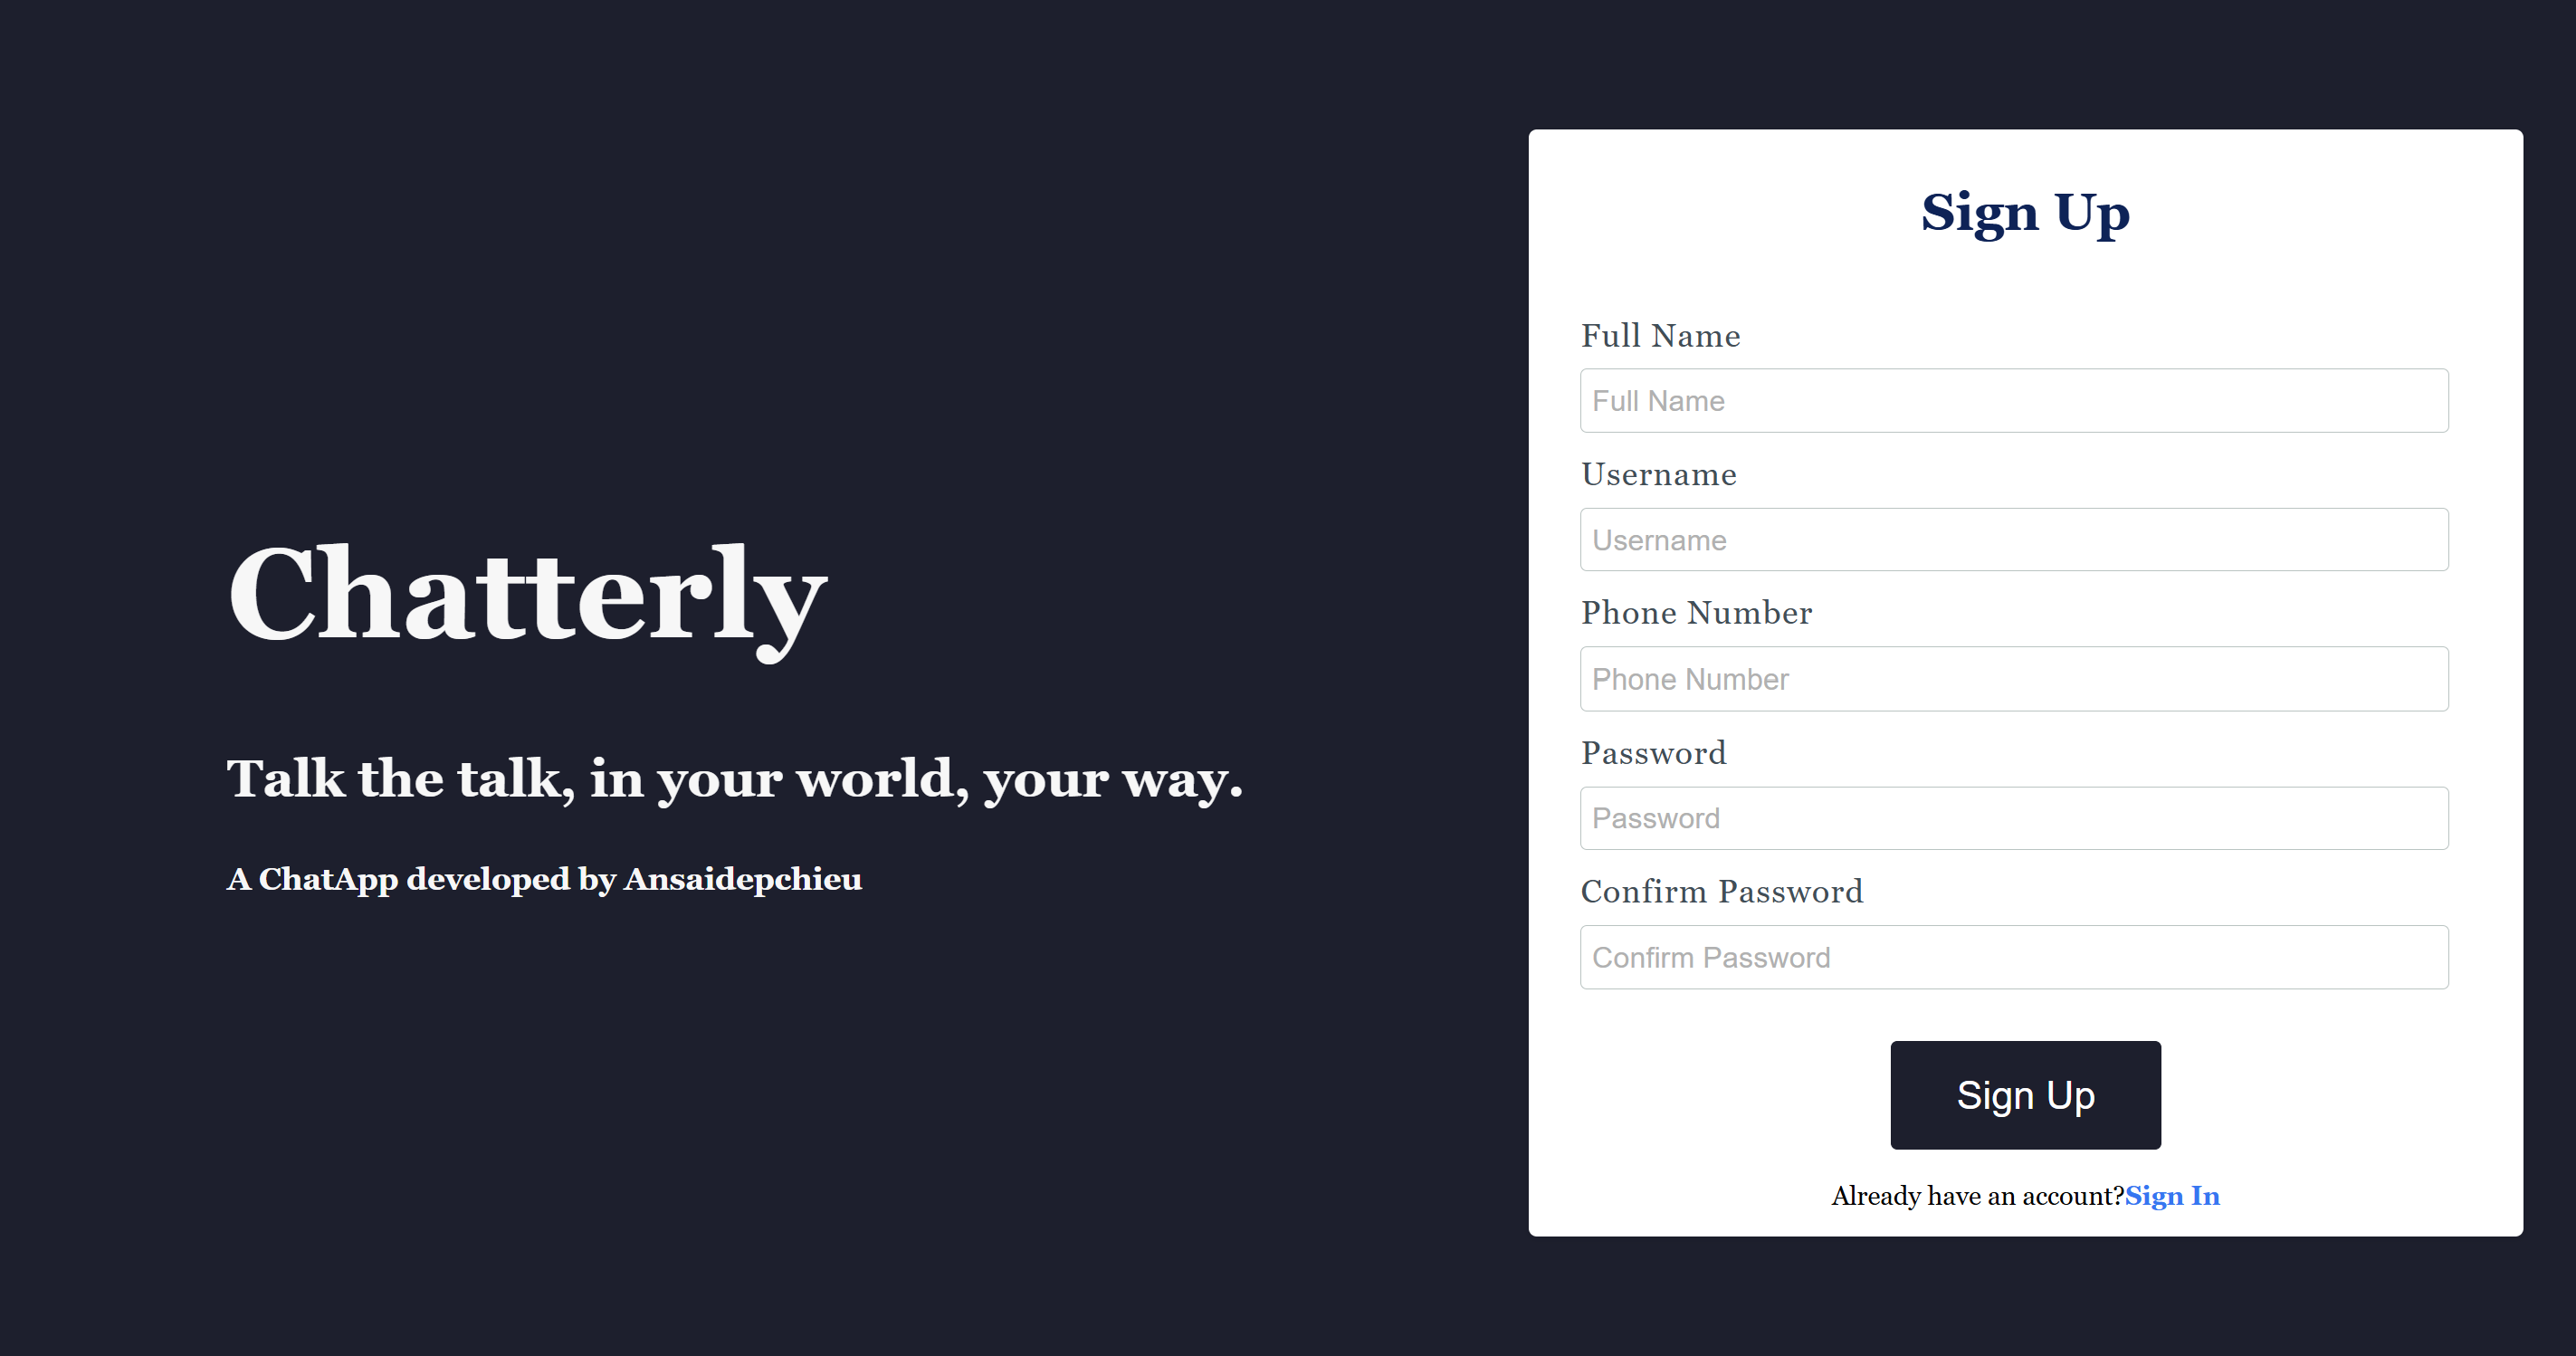 Chatterly
Talk the talk, in your world, your way.
A ChatApp developed by Ansaidepchieu
Sign Up
Full Name
Full Name
Username
Username
Phone Number
Phone Number
Password
Password
Confirm Password
Confirm Password
Sign Up
Already have an account?Sign In